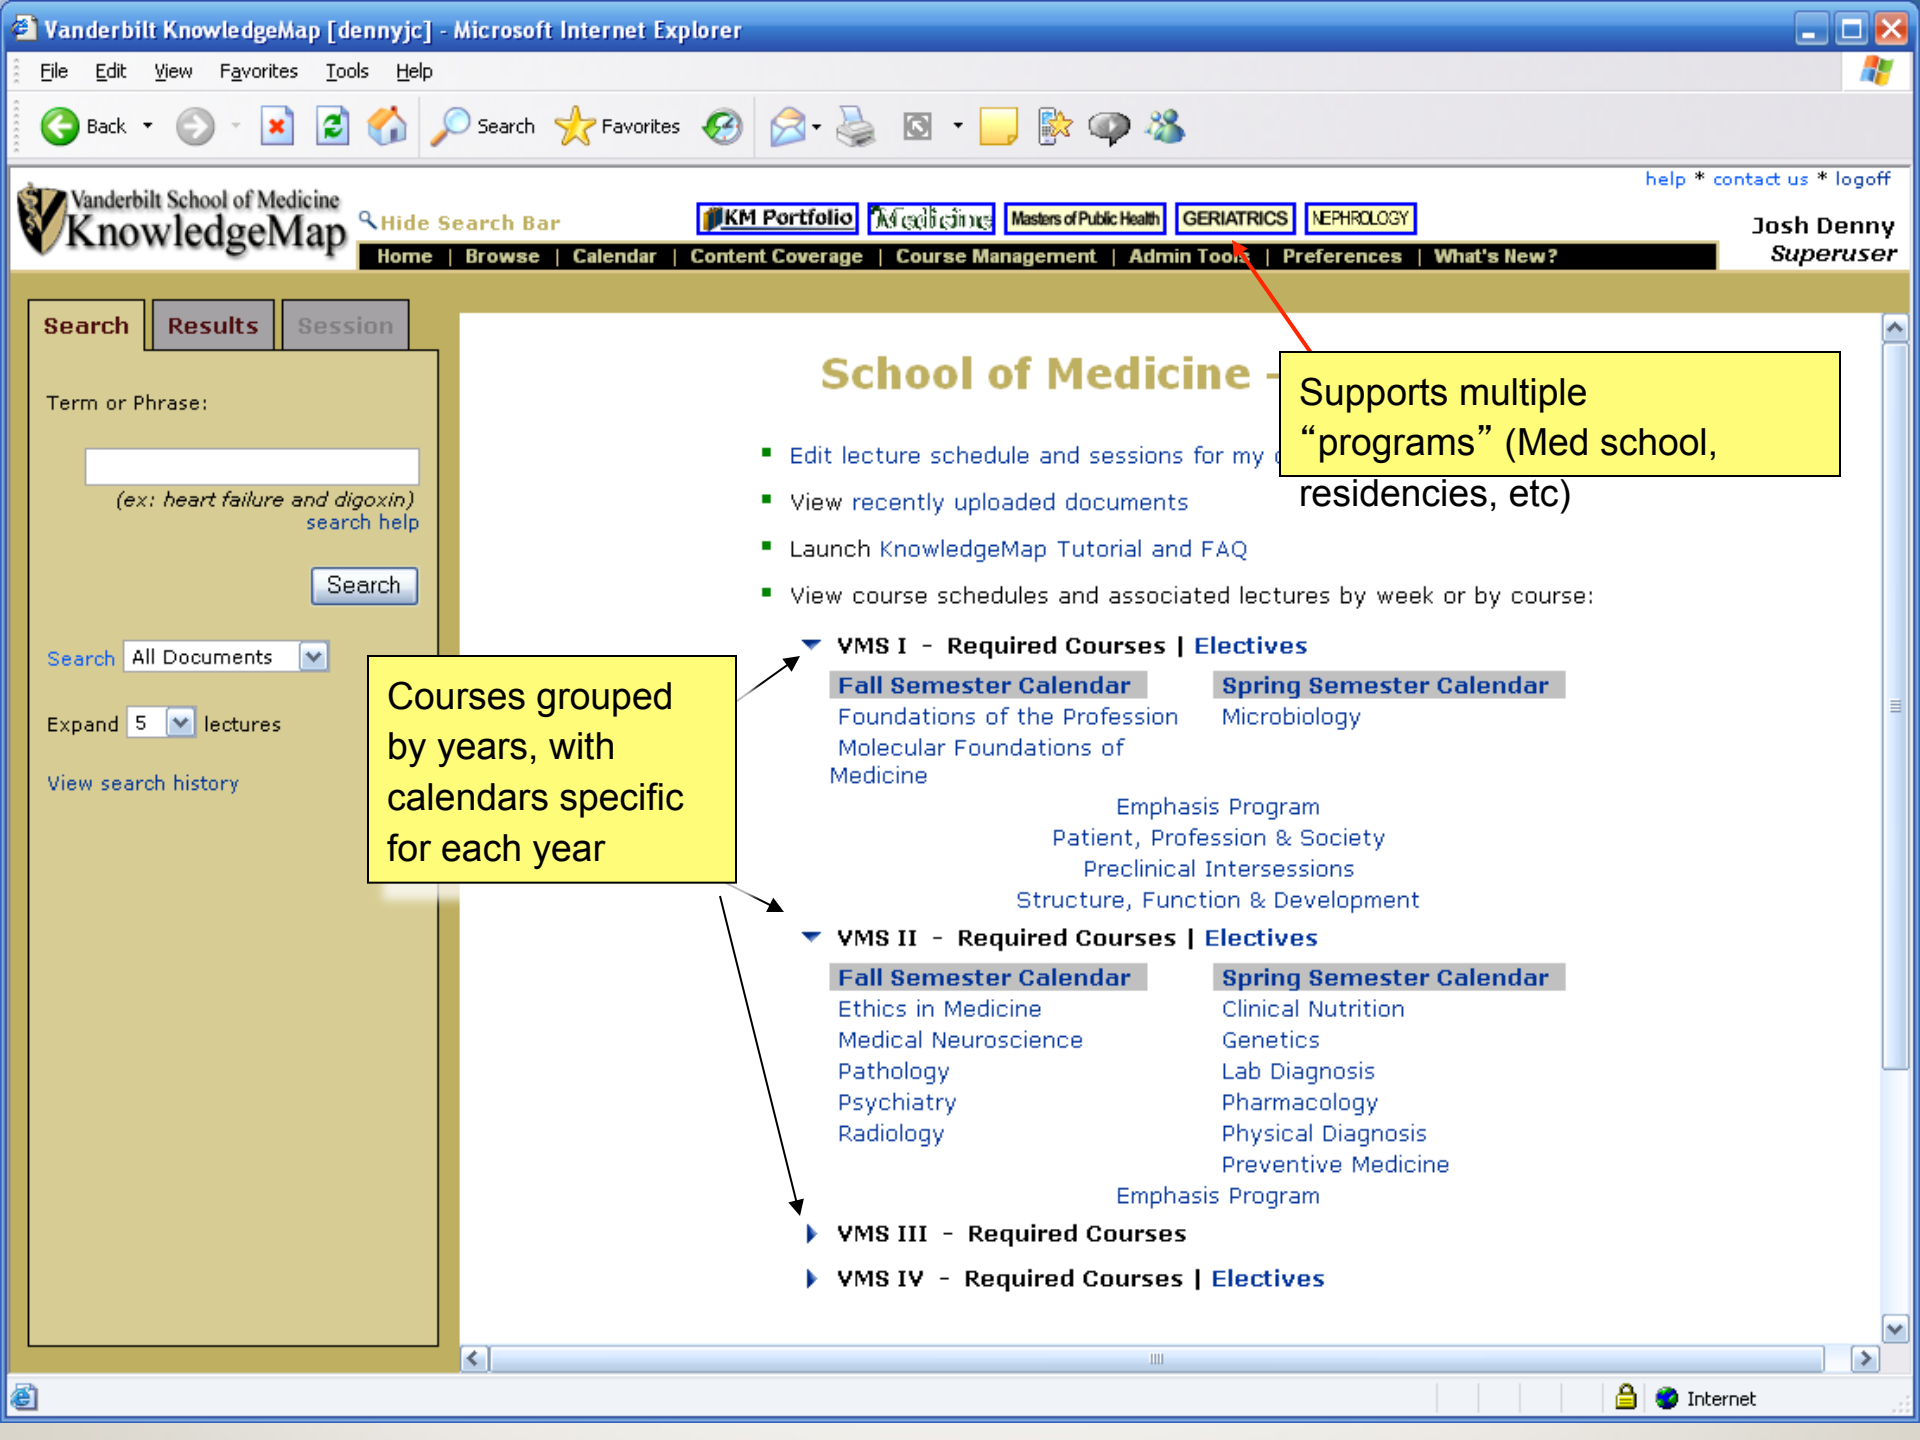 Vanderbilt KnowledgeMap [dennyjc] - Microsoft Internet Explorer
File Edit View Favorites Tools Help
Back Search Favorites
help * contact us * logoff
Vanderbilt School of Medicine
KnowledgeMap
Hide Search Bar
KM Portfolio Medicine Masters of Public Health GERIATRICS NEPHROLOGY
Josh Denny
Superuser
Home | Browse | Calendar | Content Coverage | Course Management | Admin Tools | Preferences | What's New?
Search Results Session
Term or Phrase:
(ex: heart failure and digoxin)
search help
Search
Search All Documents
Expand 5 lectures
View search history
School of Medicine -
Supports multiple
“programs” (Med school,
residencies, etc)
Edit lecture schedule and sessions for my
View recently uploaded documents
Launch KnowledgeMap Tutorial and FAQ
View course schedules and associated lectures by week or by course:
Courses grouped
by years, with
calendars specific
for each year
VMS I - Required Courses | Electives
Fall Semester Calendar Spring Semester Calendar
Foundations of the Profession Microbiology
Molecular Foundations of
Medicine
Emphasis Program
Patient, Profession & Society
Preclinical Intersessions
Structure, Function & Development
VMS II - Required Courses | Electives
Fall Semester Calendar Spring Semester Calendar
Ethics in Medicine Clinical Nutrition
Medical Neuroscience Genetics
Pathology Lab Diagnosis
Psychiatry Pharmacology
Radiology Physical Diagnosis
Preventive Medicine
Emphasis Program
VMS III - Required Courses
VMS IV - Required Courses | Electives
Internet